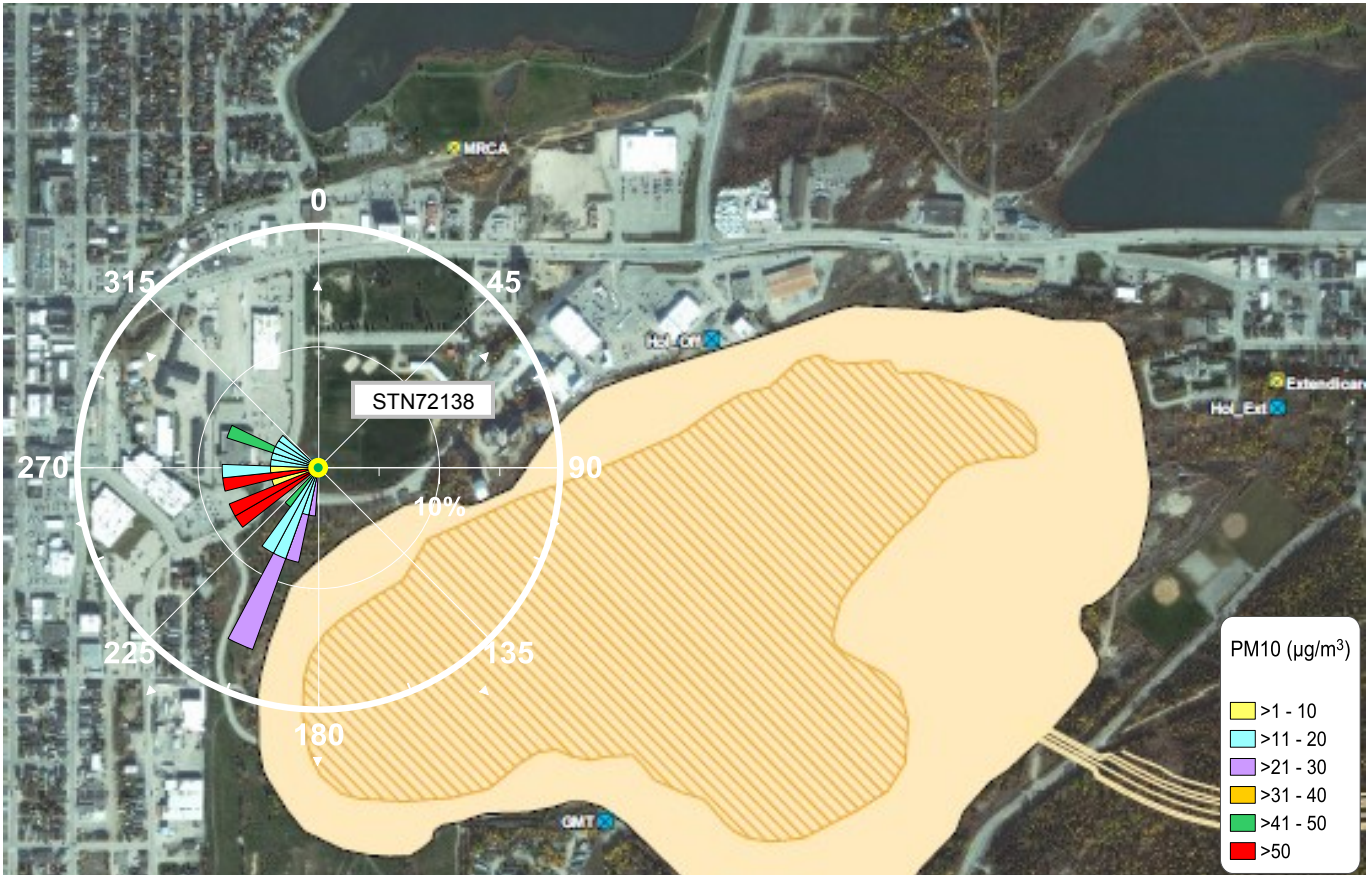 MRCA
0
315
45
Hol_Off
STN72138
Extendicare
Hol_Ext
270
90
10%
225
135
180
GMT
PM10 (µg/m³)
>1 - 10
>11 - 20
>21 - 30
>31 - 40
>41 - 50
>50